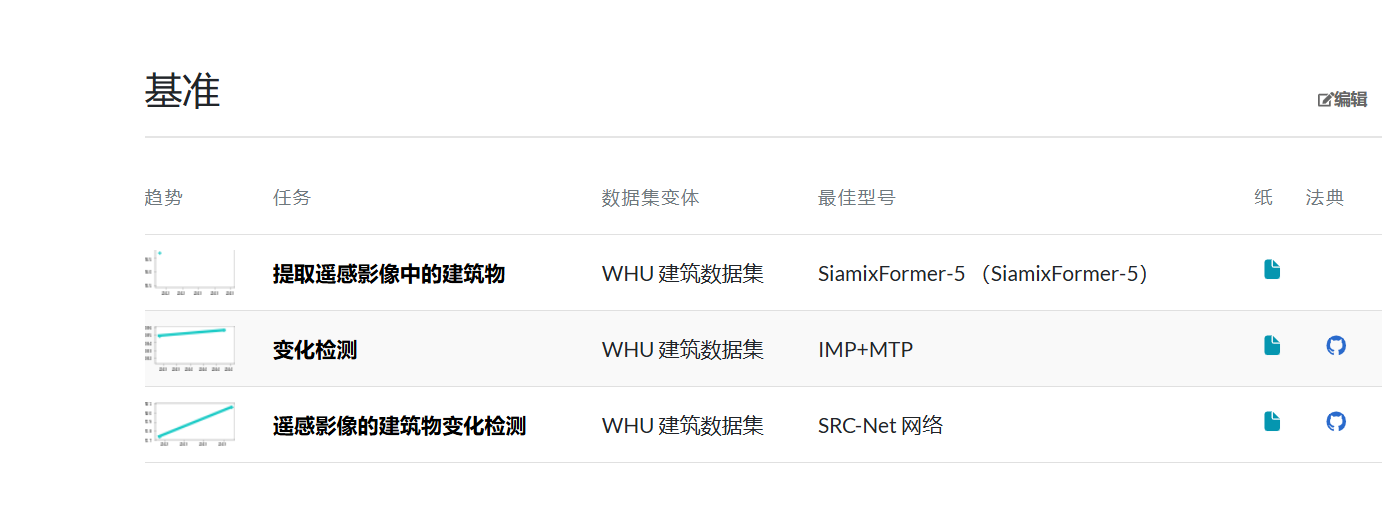 基准
编辑
趋势 任务 数据集变体 最佳型号 纸 法典
提取遥感影像中的建筑物 WHU 建筑数据集 SiamixFormer-5 （SiamixFormer-5）
变化检测 WHU 建筑数据集 IMP+MTP
遥感影像的建筑物变化检测 WHU 建筑数据集 SRC-Net 网络